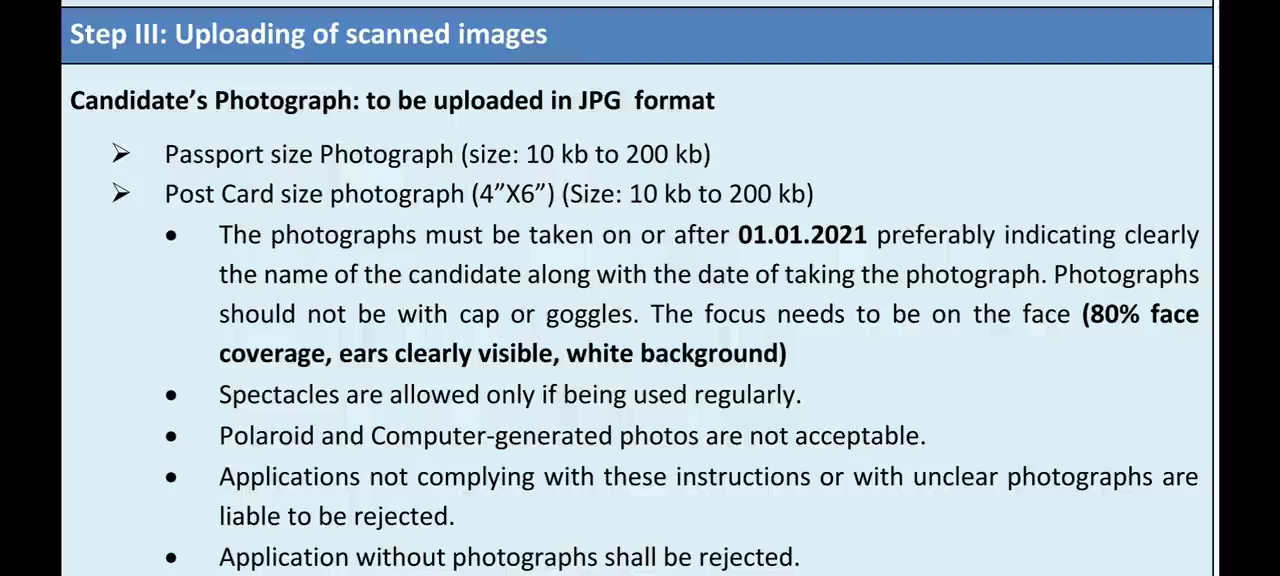 Step III: Uploading of scanned images
Candidate’s Photograph: to be uploaded in JPG format
➢ Passport size Photograph (size: 10 kb to 200 kb)
➢ Post Card size photograph (4”X6”) (Size: 10 kb to 200 kb)
• The photographs must be taken on or after 01.01.2021 preferably indicating clearly
the name of the candidate along with the date of taking the photograph. Photographs
should not be with cap or goggles. The focus needs to be on the face (80% face
coverage, ears clearly visible, white background)
• Spectacles are allowed only if being used regularly.
• Polaroid and Computer-generated photos are not acceptable.
• Applications not complying with these instructions or with unclear photographs are
liable to be rejected.
• Application without photographs shall be rejected.